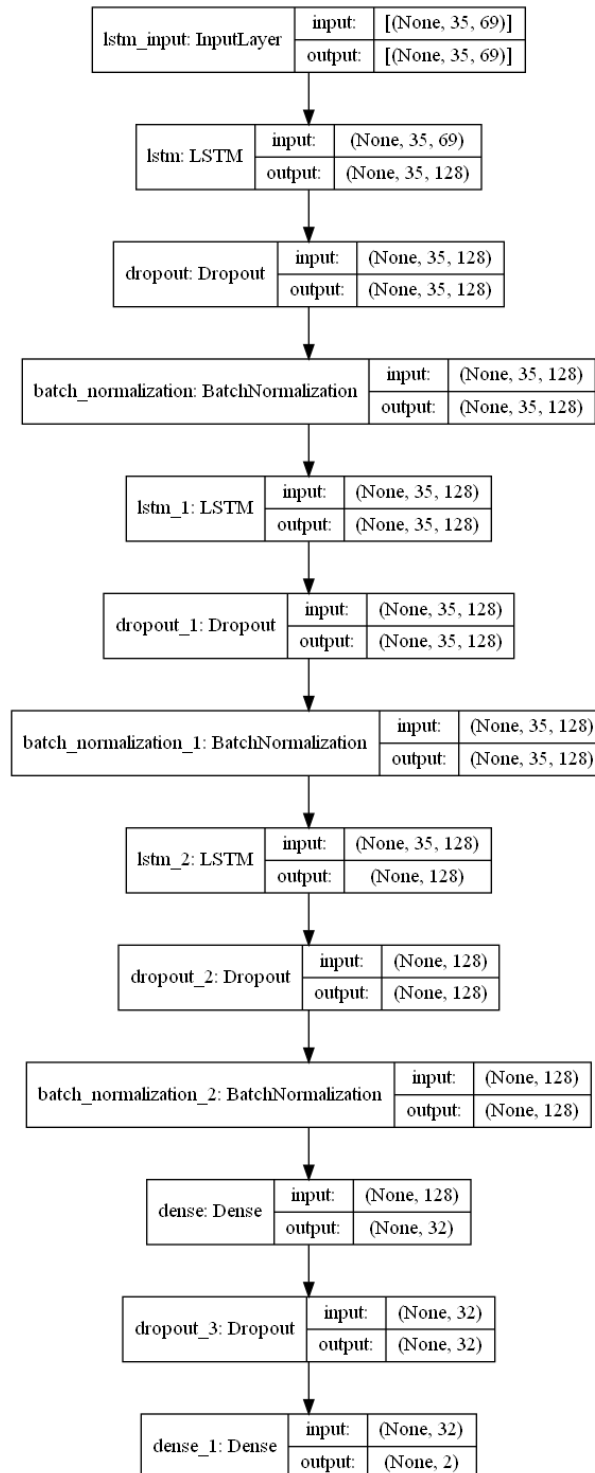 lstm_input: InputLayer input: [(None, 35, 69)]
output: [(None, 35, 69)]
lstm: LSTM input: (None, 35, 69)
output: (None, 35, 128)
dropout: Dropout input: (None, 35, 128)
output: (None, 35, 128)
batch_normalization: BatchNormalization input: (None, 35, 128)
output: (None, 35, 128)
lstm_1: LSTM input: (None, 35, 128)
output: (None, 35, 128)
dropout_1: Dropout input: (None, 35, 128)
output: (None, 35, 128)
batch_normalization_1: BatchNormalization input: (None, 35, 128)
output: (None, 35, 128)
lstm_2: LSTM input: (None, 35, 128)
output: (None, 128)
dropout_2: Dropout input: (None, 128)
output: (None, 128)
batch_normalization_2: BatchNormalization input: (None, 128)
output: (None, 128)
dense: Dense input: (None, 128)
output: (None, 32)
dropout_3: Dropout input: (None, 32)
output: (None, 32)
dense_1: Dense input: (None, 32)
output: (None, 2)